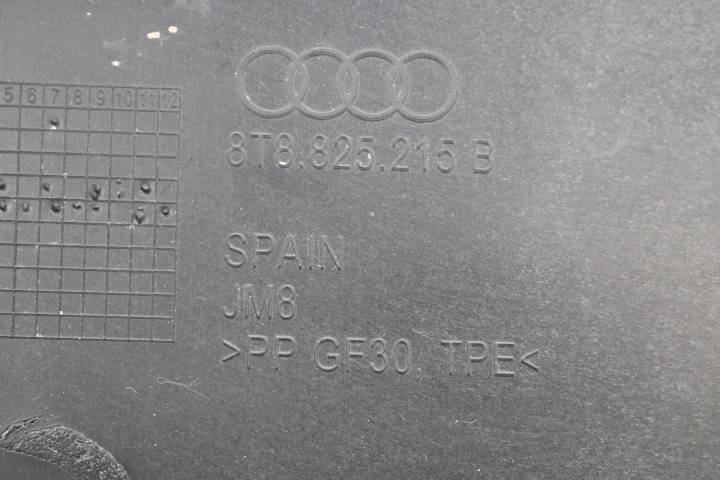 5 6 7 8 9 10 11 12
8T8.825.215 B
SPAIN
JM8
>PP GF30, TPE<